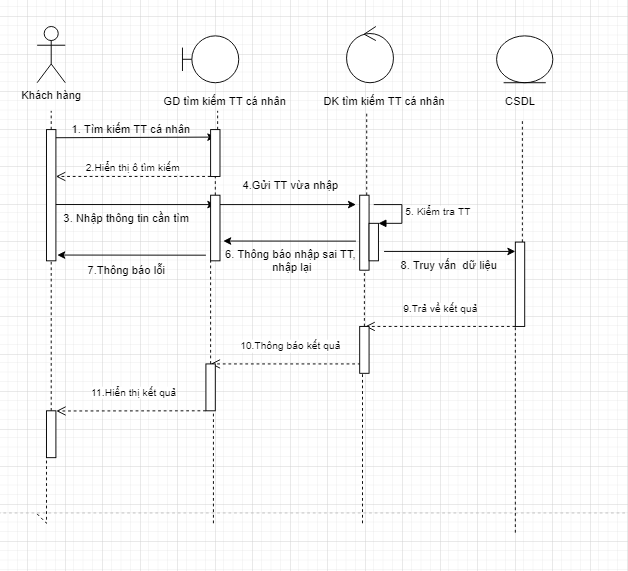 Khách hàng
GD tìm kiếm TT cá nhân
DK tìm kiếm TT cá nhân
CSDL
1. Tìm kiếm TT cá nhân
2.Hiển thị ô tìm kiếm
3. Nhập thông tin cần tìm
4.Gửi TT vừa nhập
5. Kiểm tra TT
6. Thông báo nhập sai TT,
nhập lại
7.Thông báo lỗi
8. Truy vấn dữ liệu
9.Trả về kết quả
10.Thông báo kết quả
11.Hiển thị kết quả